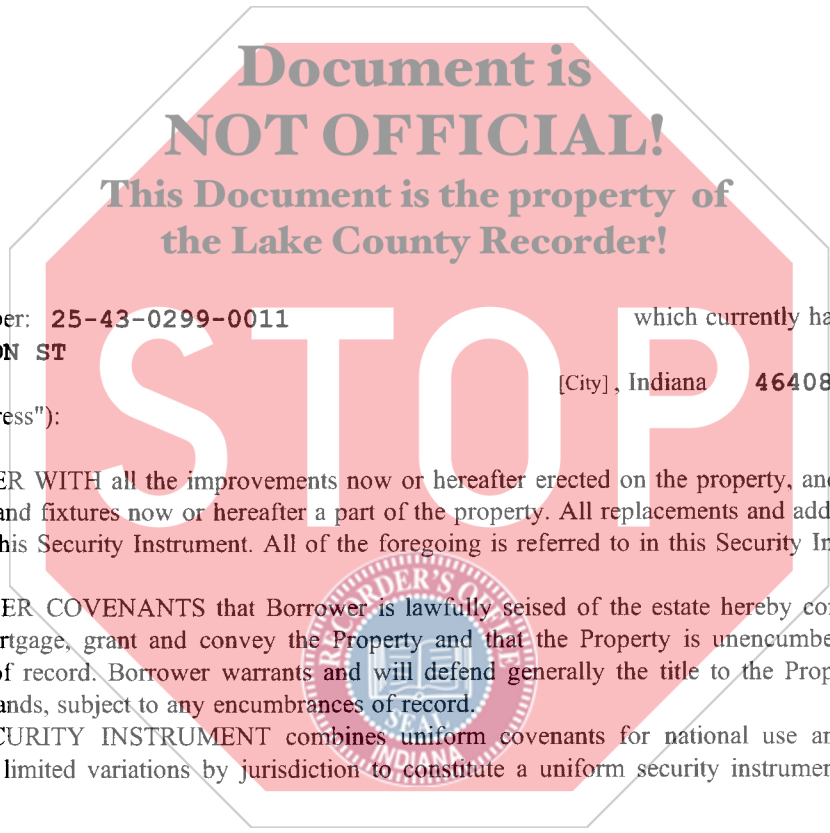 Document is
NOT OFFICIAL!
This Document is the property of
the Lake County Recorder!
STOP
er: 25-43-0299-0011 which currently ha
ON ST
[City] , Indiana 46408
ress"):
ER WITH all the improvements now or hereafter erected on the property, and
and fixtures now or hereafter a part of the property. All replacements and add
his Security Instrument. All of the foregoing is referred to in this Security In
ER COVENANTS that Borrower is lawfully seised of the estate hereby co
rtgage, grant and convey the Property and that the Property is unencumbe
of record. Borrower warrants and will defend generally the title to the Prop
ands, subject to any encumbrances of record.
CURITY INSTRUMENT combines uniform covenants for national use an
limited variations by jurisdiction to constitute a uniform security instrumen
RECORDER'S OFFICE
SEAL
INDIANA